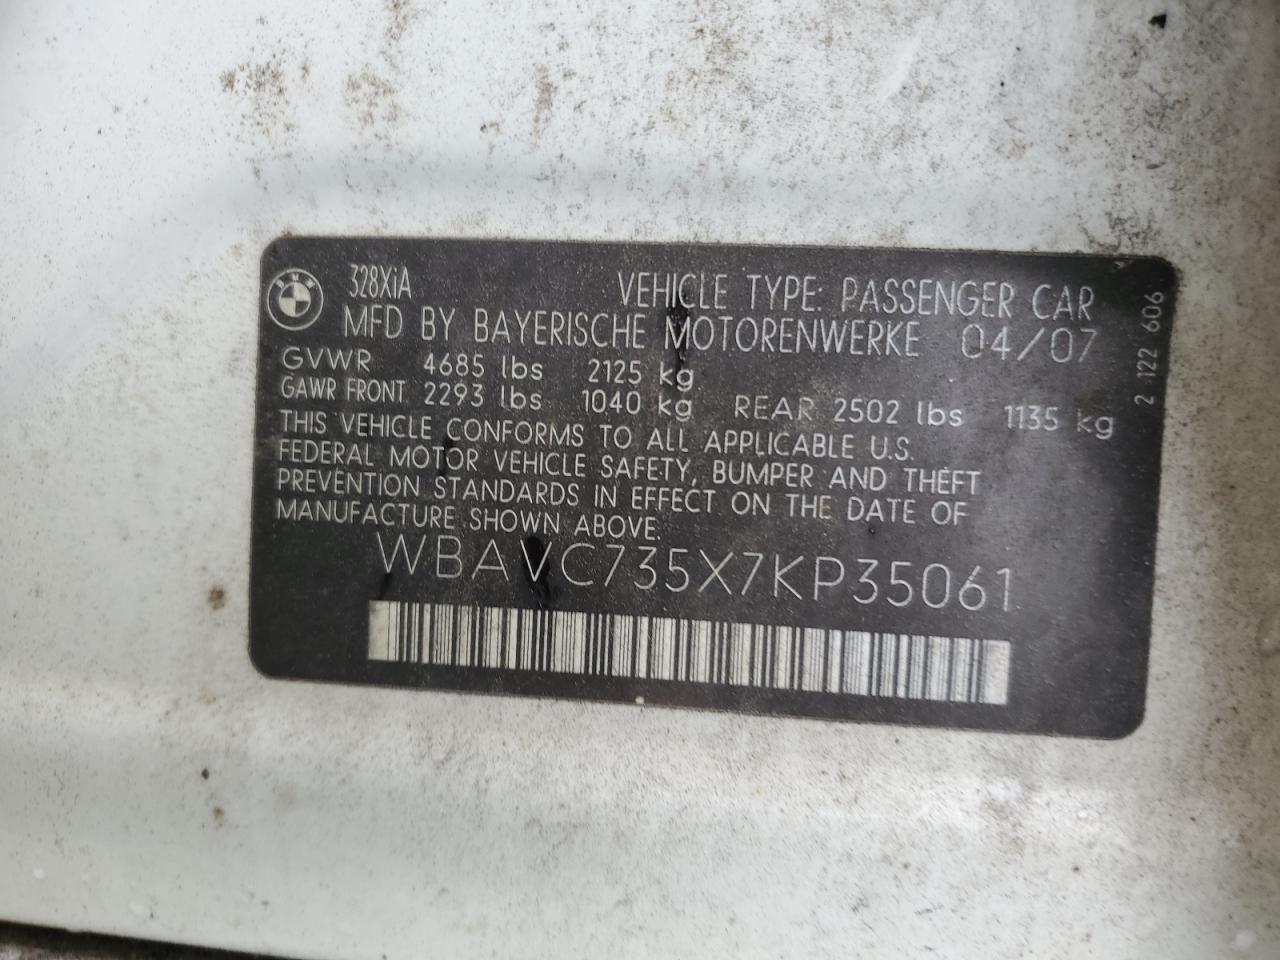 328XiA
VEHICLE TYPE: PASSENGER CAR
MFD BY BAYERISCHE MOTORENWERKE 04/07
GVWR 4685 lbs 2125 kg
GAWR FRONT 2293 lbs 1040 kg REAR 2502 lbs 1135 kg
THIS VEHICLE CONFORMS TO ALL APPLICABLE U.S.
FEDERAL MOTOR VEHICLE SAFETY, BUMPER AND THEFT
PREVENTION STANDARDS IN EFFECT ON THE DATE OF
MANUFACTURE SHOWN ABOVE.
WBAVC735X7KP35061
2 122 606